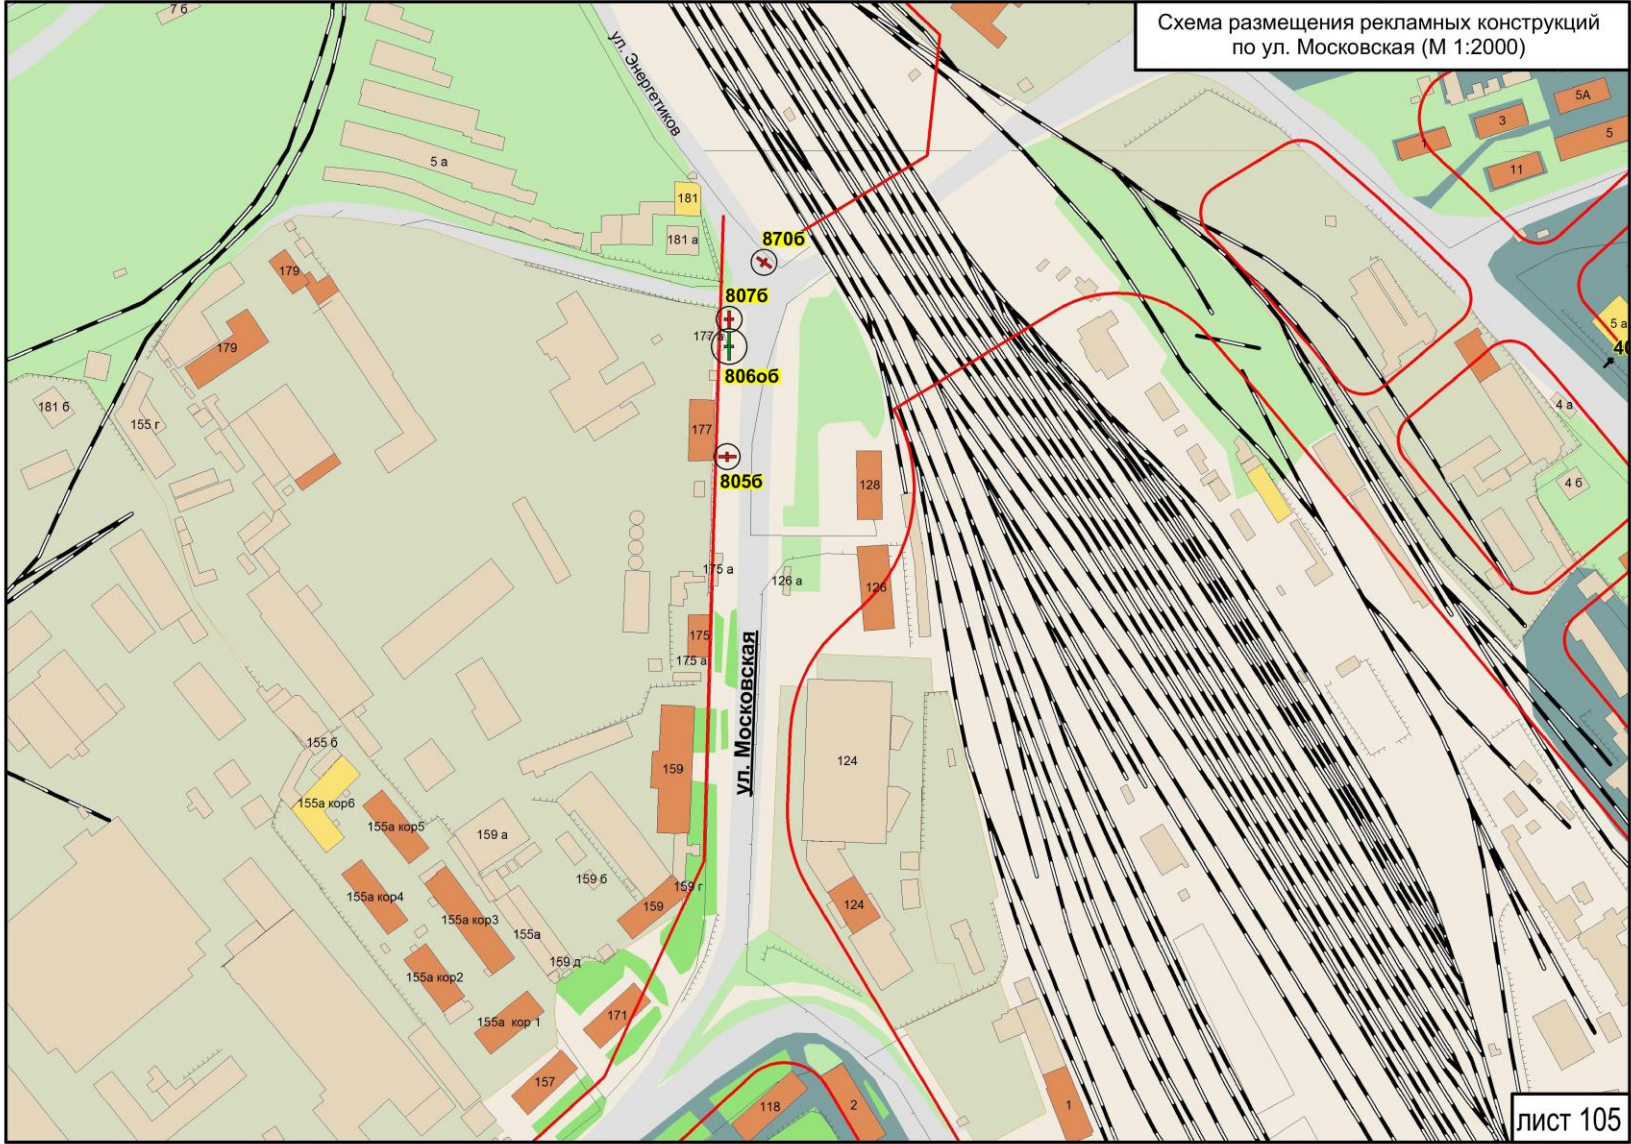 Схема размещения рекламных конструкций
по ул. Московская (М 1:2000)
7 б
ул. Энергетиков
5А
3
5
1
11
5 а
181
181 а
870б
179
807б
177 а
806об
179
5 а
40
181 б
155 г
177
805б
4 а
4 б
128
175 а
126 а
126
175
175 а
ул. Московская
155 б
159
124
155а кор6
155а кор5
159 а
159 б
159 г
155а кор4
155а кор3
159
124
155а
159 д
155а кор2
155а кор 1
171
157
118
2
1
лист 105